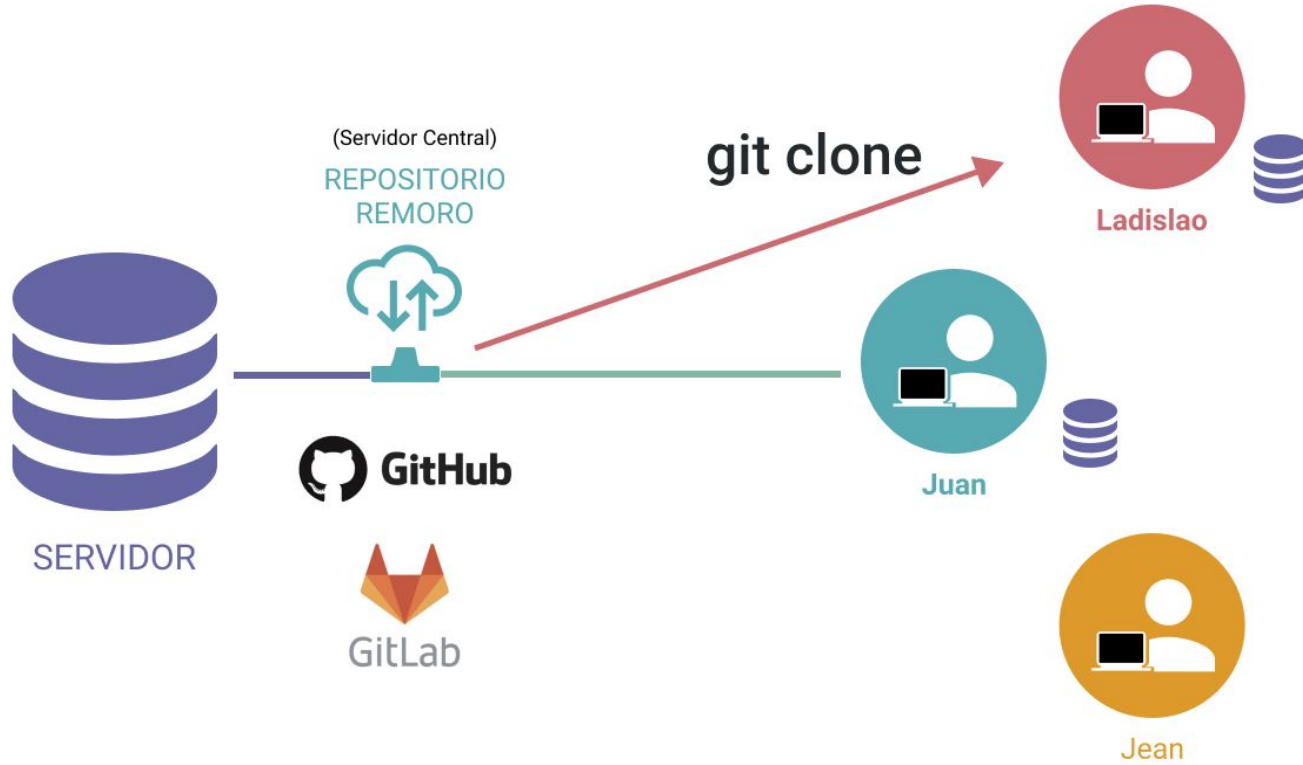 (Servidor Central)
REPOSITORIO
REMORO
git clone
Ladislao
GitHub
Juan
SERVIDOR
GitLab
Jean